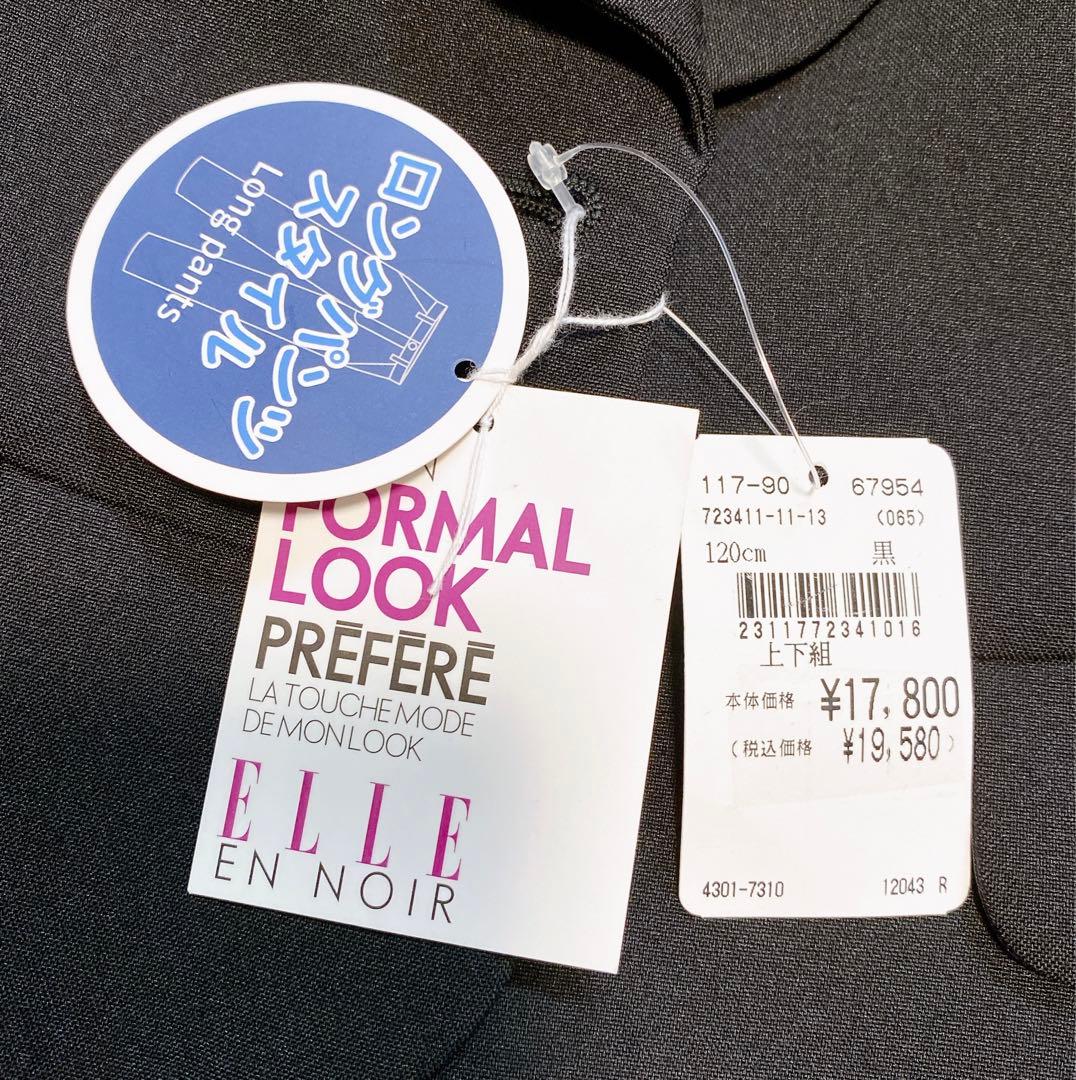 ロングパンツ
スタイル
Long pants
FORMAL
LOOK
PRÉFÉRÉ
LA TOUCHE MODE
DE MON LOOK
ELLE
EN NOIR
117-90 67954
723411-11-13 (065)
120cm 黒
2311772341016
上下組
本体価格 ¥17,800
(税込価格 ¥19,580)
4301-7310 12043 R